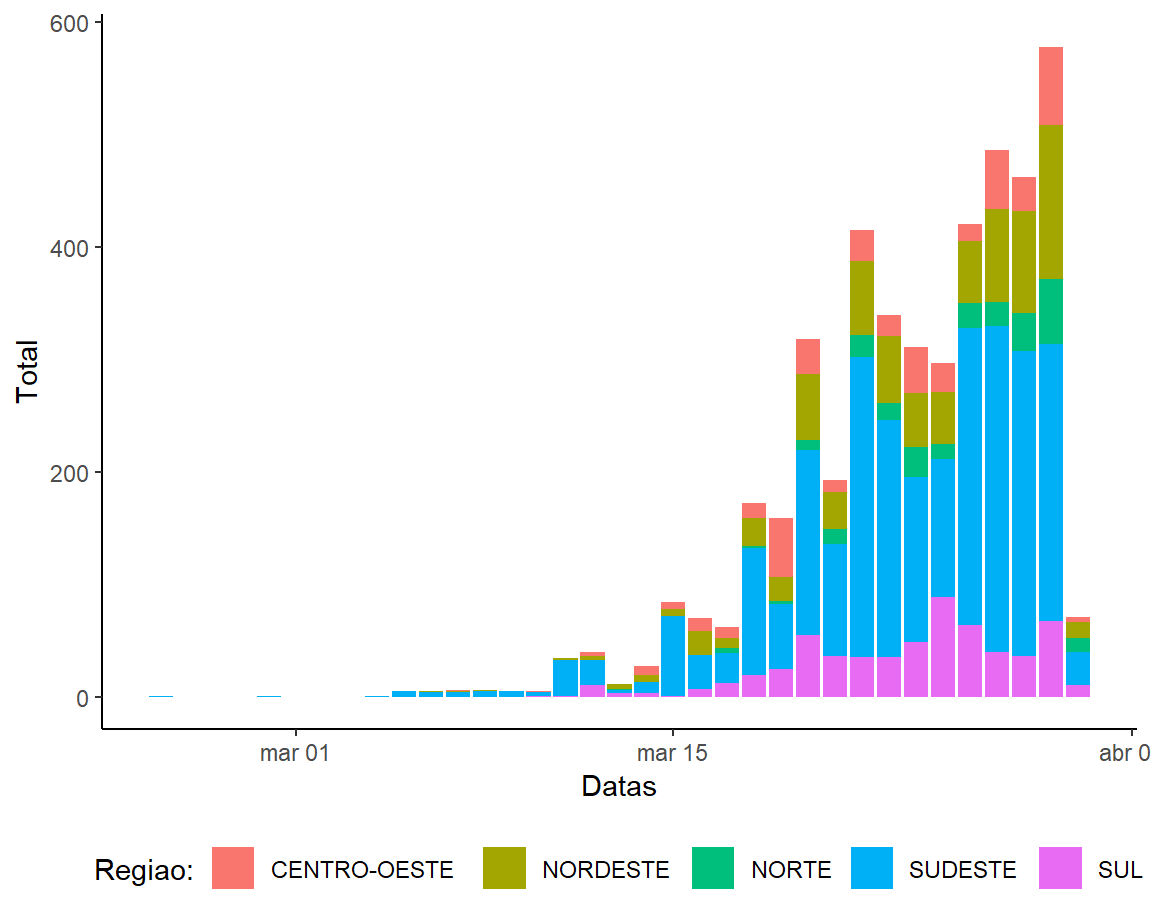 600
400
200
0
Total
mar 01
mar 15
abr 0
Datas
Regiao:
CENTRO-OESTE
NORDESTE
NORTE
SUDESTE
SUL